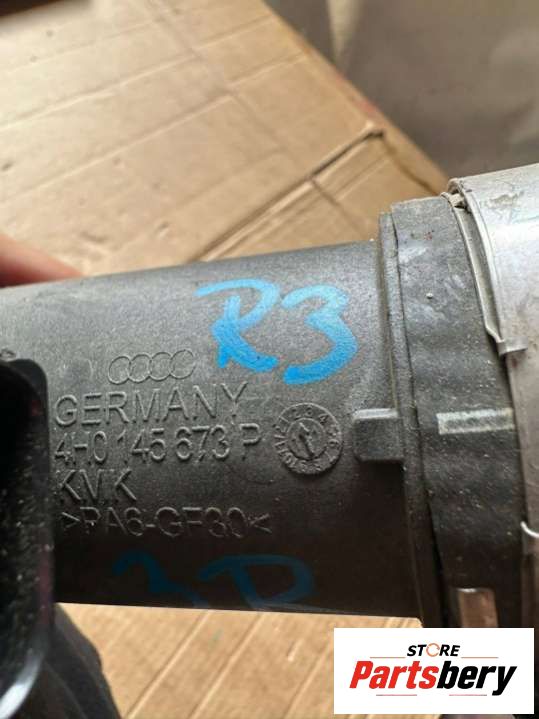 R3
GERMANY
4H0 145 673 P
KVK
>PA6-GF30<
STORE
Partsbery